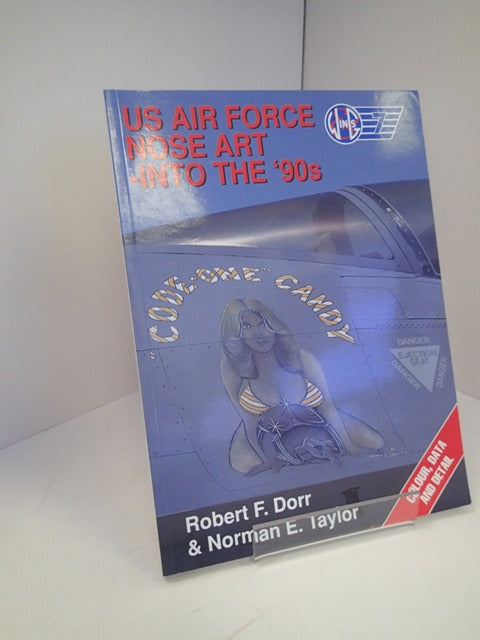 US AIR FORCE
NOSE ART
-INTO THE '90s
WINGS
"CODE-ONE" CANDY
DANGER
EJECTION
SEAT
DANGER
DANGER
COLOUR, DATA
AND DETAIL
Robert F. Dorr
& Norman E. Taylor